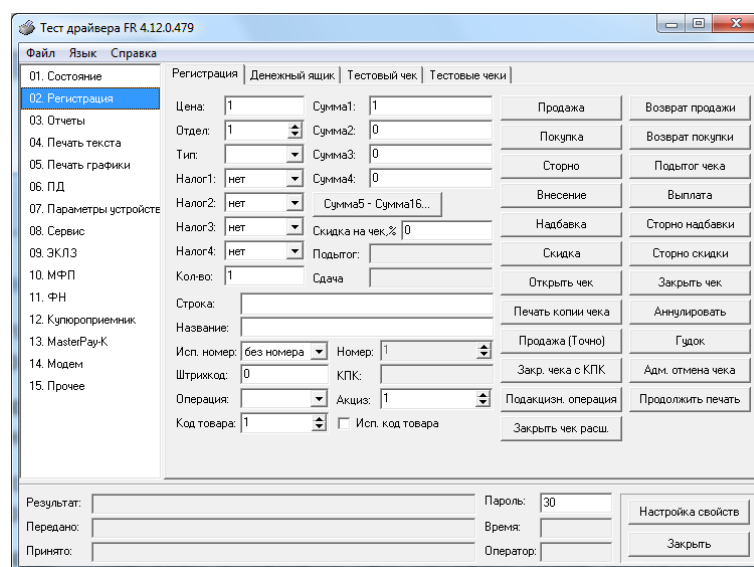 Тест драйвера FR 4.12.0.479
Файл Язык Справка
01. Состояние
02. Регистрация
03. Отчеты
04. Печать текста
05. Печать графики
06. ПД
07. Параметры устройств
08. Сервис
09. ЭКЛЗ
10. МФП
11. ФН
12. Купюроприемник
13. MasterPay-K
14. Модем
15. Прочее
Регистрация Денежный ящик Тестовый чек Тестовые чеки
Цена: 1 Сумма1: 1
Отдел: 1 Сумма2: 0
Тип: Сумма3: 0
Налог1: нет Сумма4: 0
Налог2: нет Сумма5 - Сумма16...
Налог3: нет Скидка на чек,% 0
Налог4: нет Подытог:
Кол-во: 1 Сдача
Строка:
Название:
Исп. номер: без номера Номер: 1
Штрихкод: 0 КПК:
Операция: Акциз: 1
Код товара: 1 Исп. код товара
Продажа Возврат продажи
Покупка Возврат покупки
Сторно Подытог чека
Внесение Выплата
Надбавка Сторно надбавки
Скидка Сторно скидки
Открыть чек Закрыть чек
Печать копии чека Аннулировать
Продажа (Точно) Гудок
Закр. чека с КПК Адм. отмена чека
Подакцизн. операция Продолжить печать
Закрыть чек расш.
Результат: Пароль: 30 Настройка свойств
Передано: Время:
Принято: Оператор: Закрыть